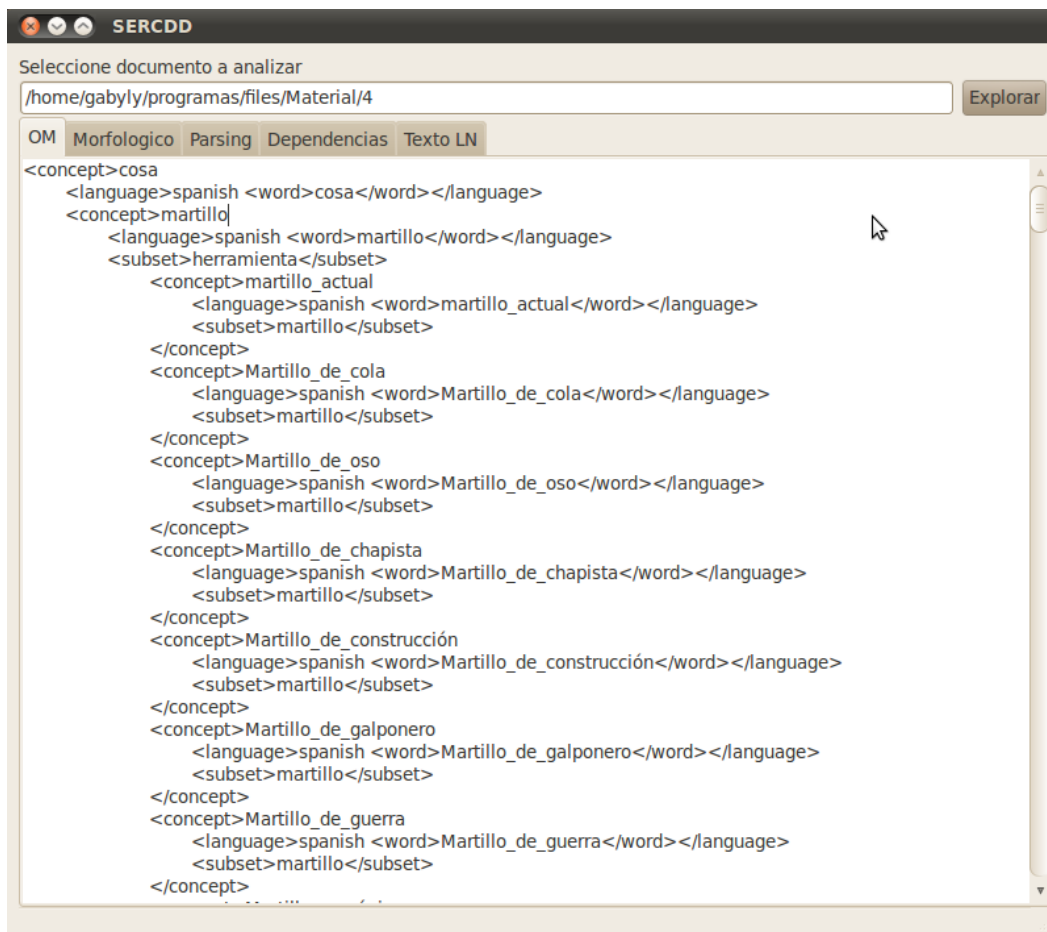 SERCDD
Seleccione documento a analizar
/home/gabyly/programas/files/Material/4 Explorar
OM Morfologico Parsing Dependencias Texto LN
<concept>cosa
<language>spanish <word>cosa</word></language>
<concept>martillo
<language>spanish <word>martillo</word></language>
<subset>herramienta</subset>
<concept>martillo_actual
<language>spanish <word>martillo_actual</word></language>
<subset>martillo</subset>
</concept>
<concept>Martillo_de_cola
<language>spanish <word>Martillo_de_cola</word></language>
<subset>martillo</subset>
</concept>
<concept>Martillo_de_oso
<language>spanish <word>Martillo_de_oso</word></language>
<subset>martillo</subset>
</concept>
<concept>Martillo_de_chapista
<language>spanish <word>Martillo_de_chapista</word></language>
<subset>martillo</subset>
</concept>
<concept>Martillo_de_construcción
<language>spanish <word>Martillo_de_construcción</word></language>
<subset>martillo</subset>
</concept>
<concept>Martillo_de_galponero
<language>spanish <word>Martillo_de_galponero</word></language>
<subset>martillo</subset>
</concept>
<concept>Martillo_de_guerra
<language>spanish <word>Martillo_de_guerra</word></language>
<subset>martillo</subset>
</concept>